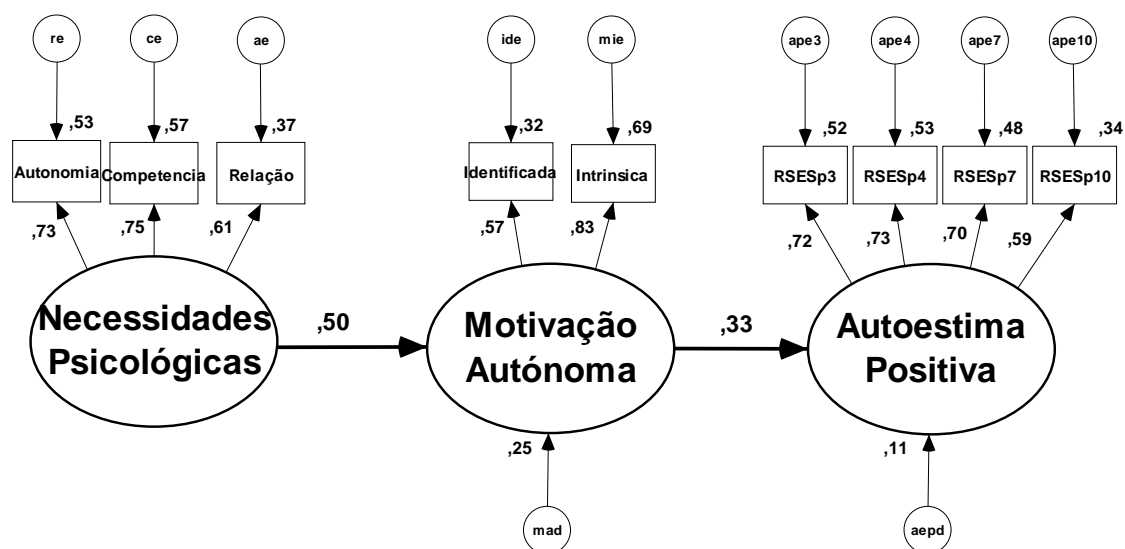 re
ce
ae
ide
mie
ape3
ape4
ape7
ape10
,53
,57
,37
,32
,69
,52
,53
,48
,34
Autonomia
Competencia
Relação
Identificada
Intrinsica
RSESp3
RSESp4
RSESp7
RSESp10
,73
,75
,61
,57
,83
,72
,73
,70
,59
Necessidades
Psicológicas
,50
Motivação
Autónoma
,33
Autoestima
Positiva
,25
,11
mad
aepd